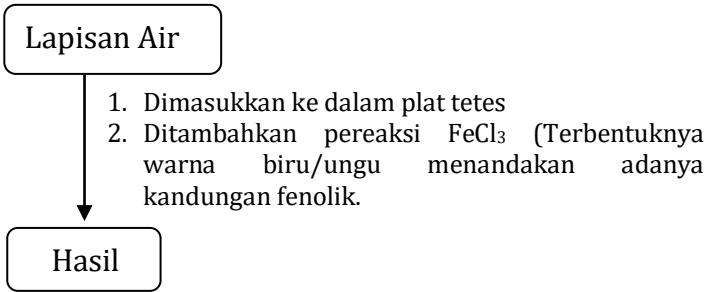 Lapisan Air
1. Dimasukkan ke dalam plat tetes
2. Ditambahkan pereaksi FeCl₃ (Terbentuknya
warna biru/ungu menandakan adanya
kandungan fenolik.
Hasil